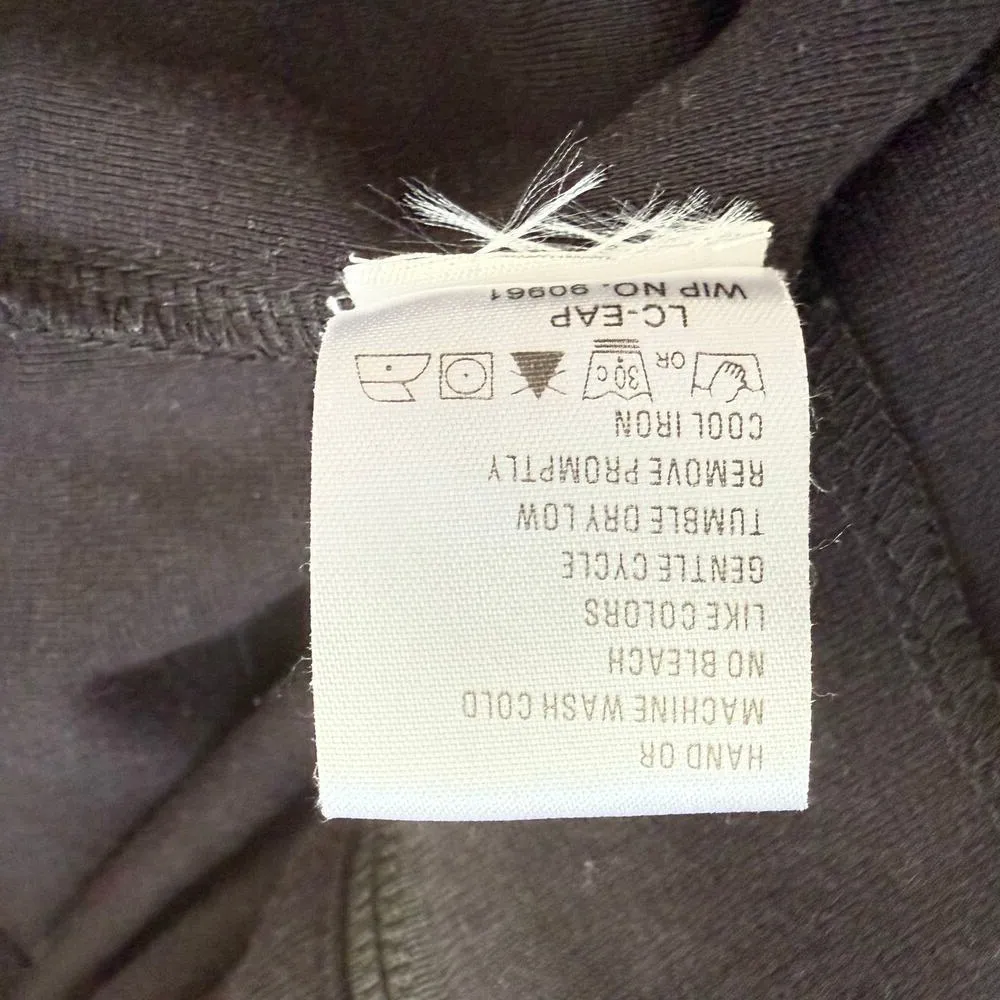 HAND OR
MACHINE WASH COLD
NO BLEACH
LIKE COLORS
GENTLE CYCLE
TUMBLE DRY LOW
REMOVE PROMPTLY
COOL IRON
OR 30c
LC-EAP
WIP NO. 90961